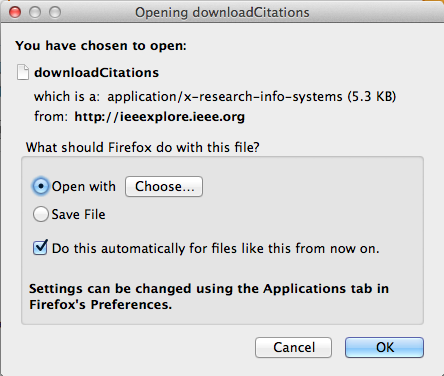 Opening downloadCitations
You have chosen to open:
downloadCitations
which is a: application/x-research-info-systems (5.3 KB)
from: http://ieeexplore.ieee.org
What should Firefox do with this file?
Open with Choose...
Save File
Do this automatically for files like this from now on.
Settings can be changed using the Applications tab in
Firefox's Preferences.
Cancel OK